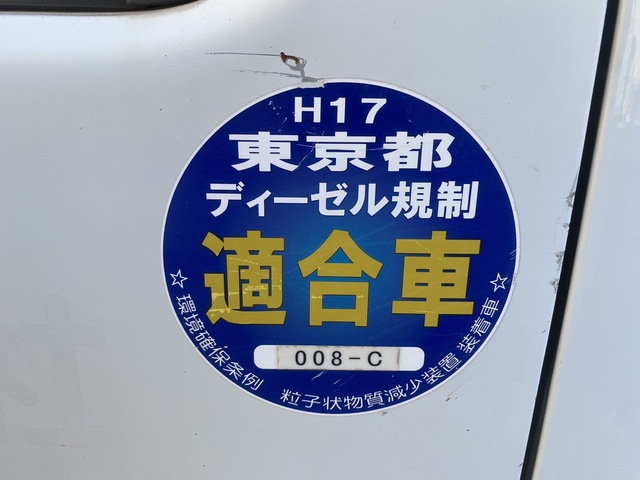 H17
東京都
ディーゼル規制
適合車
008-C
☆環境確保条例 粒子状物質減少装置 装着車☆